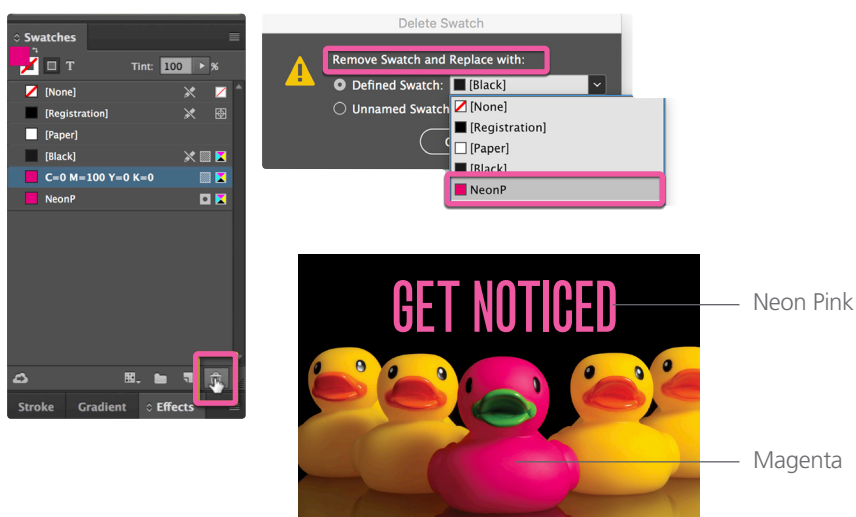 Swatches
T Tint: 100 %
[None]
[Registration]
[Paper]
[Black]
C=0 M=100 Y=0 K=0
NeonP
Stroke Gradient Effects
Delete Swatch
Remove Swatch and Replace with:
Defined Swatch: [Black]
Unnamed Swatch
[None]
[Registration]
[Paper]
[Black]
NeonP
GET NOTICED
Neon Pink
Magenta